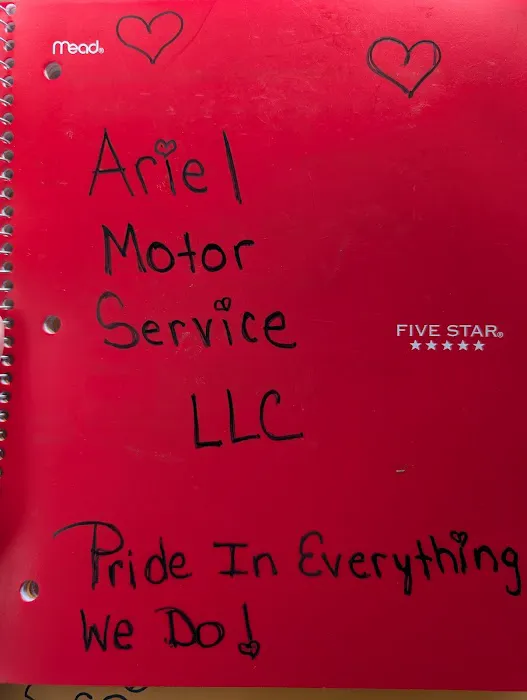 Mead®
Ariel
Motor
Service
FIVE STAR®
★★★★★
LLC
Pride In Everything
We Do!